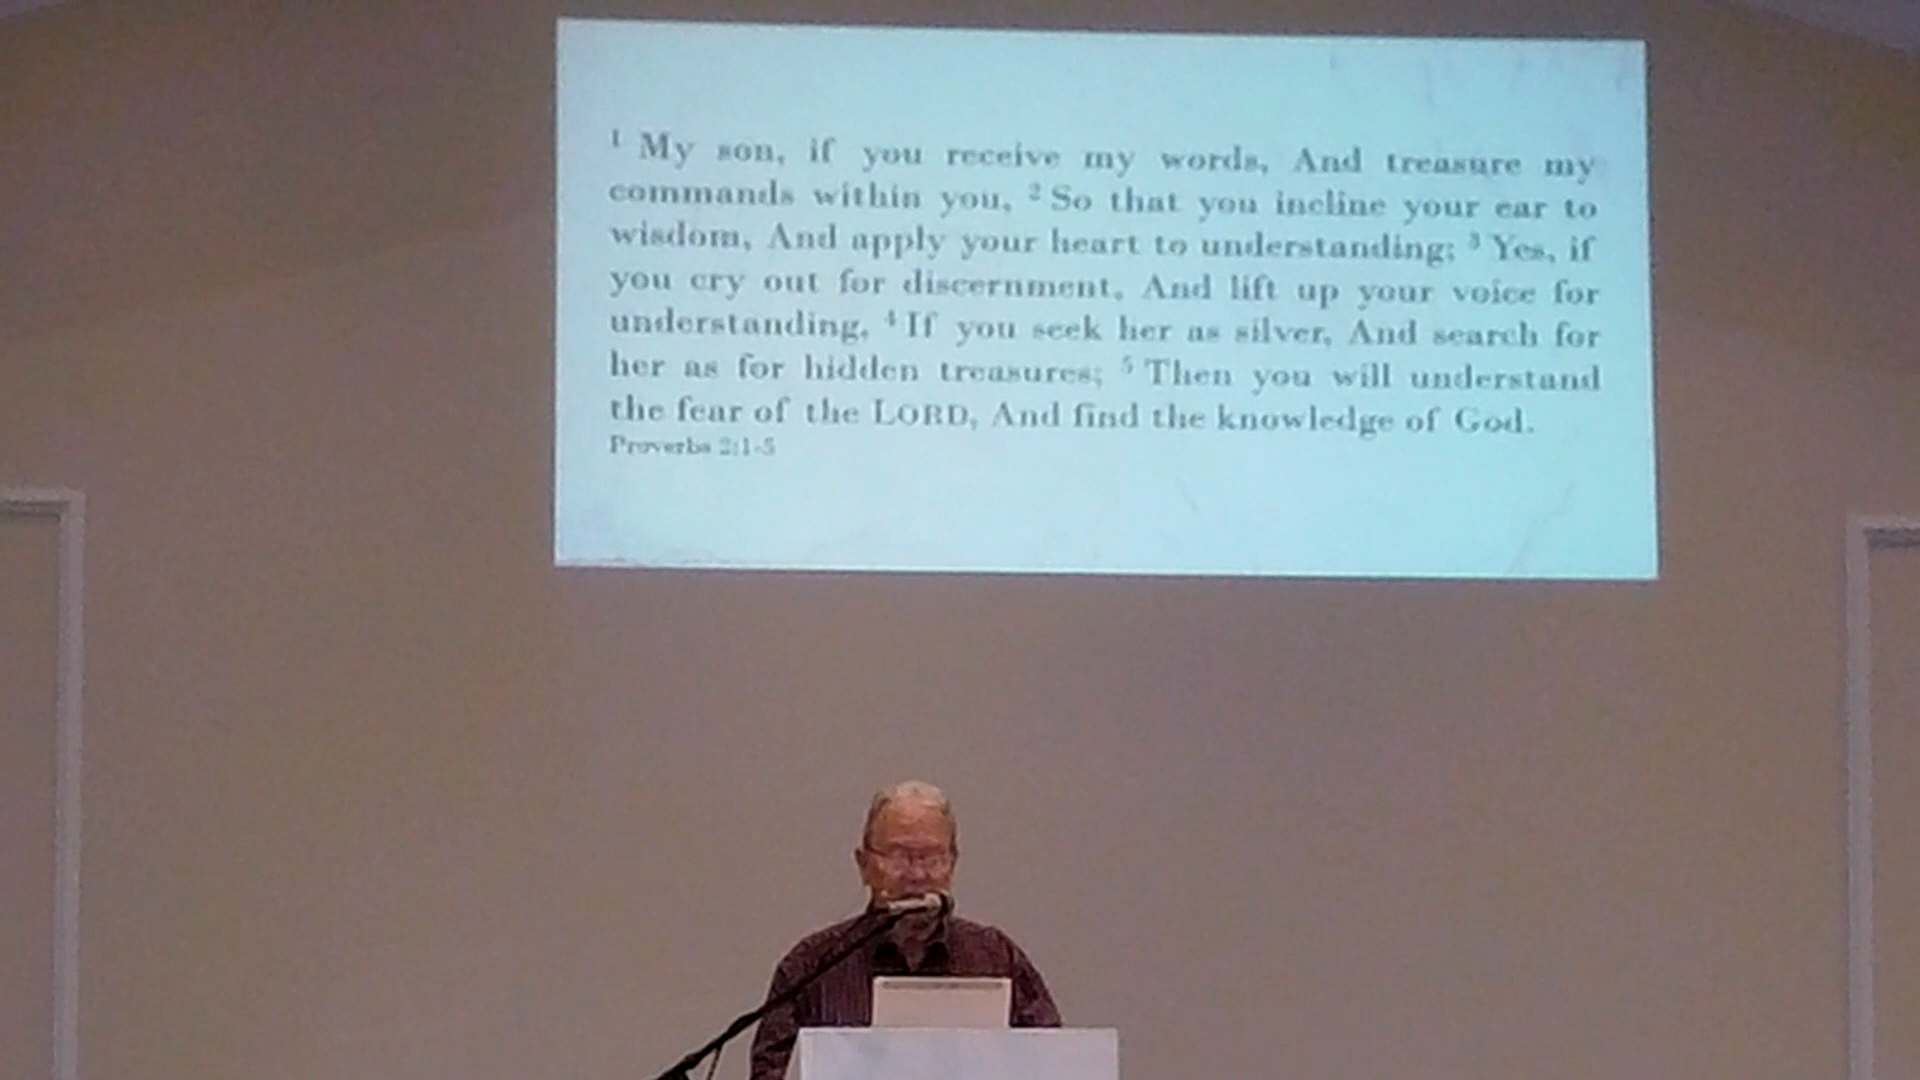 1 My son, if you receive my words, And treasure my
commands within you, 2 So that you incline your ear to
wisdom, And apply your heart to understanding; 3 Yes, if
you cry out for discernment, And lift up your voice for
understanding, 4 If you seek her as silver, And search for
her as for hidden treasures; 5 Then you will understand
the fear of the LORD, And find the knowledge of God.
Proverbs 2:1-5